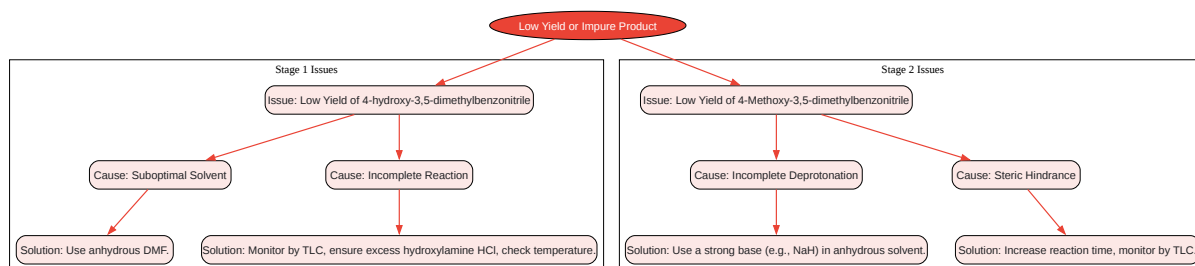 Low Yield or Impure Product
Stage 1 Issues
Stage 2 Issues
Issue: Low Yield of 4-hydroxy-3,5-dimethylbenzonitrile
Issue: Low Yield of 4-Methoxy-3,5-dimethylbenzonitrile
Cause: Suboptimal Solvent
Cause: Incomplete Reaction
Cause: Incomplete Deprotonation
Cause: Steric Hindrance
Solution: Use anhydrous DMF.
Solution: Monitor by TLC, ensure excess hydroxylamine HCl, check temperature.
Solution: Use a strong base (e.g., NaH) in anhydrous solvent.
Solution: Increase reaction time, monitor by TLC.